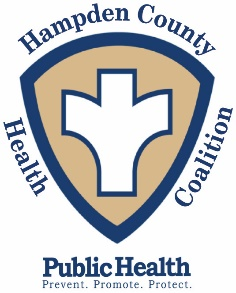 Hampden County
Health
Coalition
Public Health
Prevent. Promote. Protect.